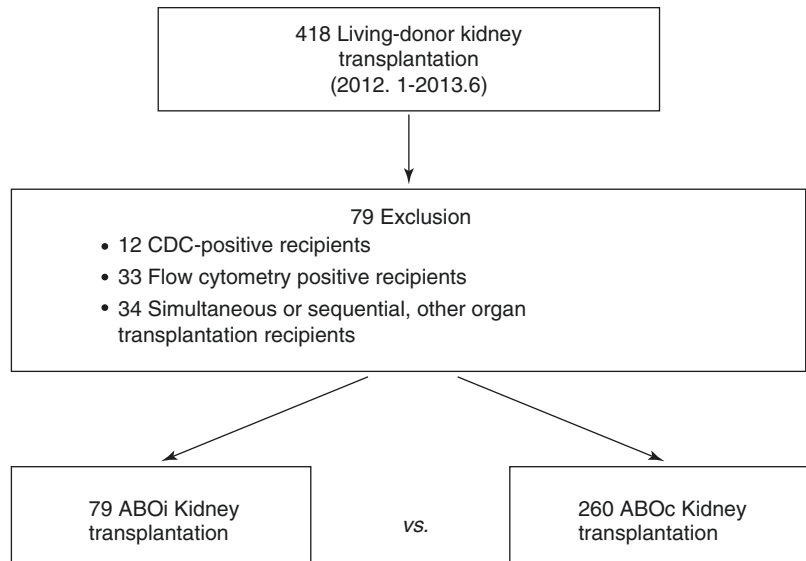 418 Living-donor kidney
transplantation
(2012. 1-2013.6)
79 Exclusion
• 12 CDC-positive recipients
• 33 Flow cytometry positive recipients
• 34 Simultaneous or sequential, other organ
transplantation recipients
79 ABOi Kidney
transplantation
vs.
260 ABOc Kidney
transplantation